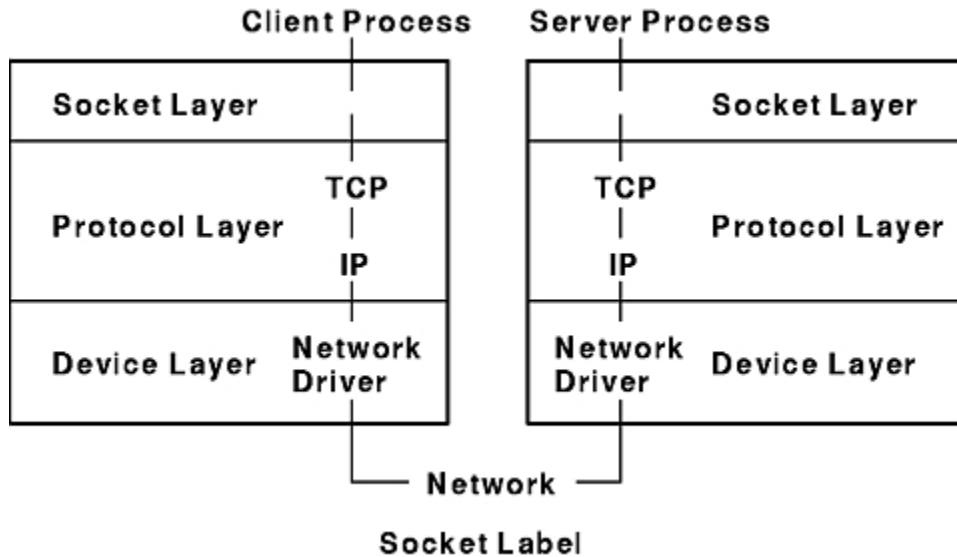 Client Process
Server Process
Socket Layer
Socket Layer
TCP
TCP
Protocol Layer
Protocol Layer
IP
IP
Device Layer
Network
Driver
Network
Driver
Device Layer
Network
Socket Label